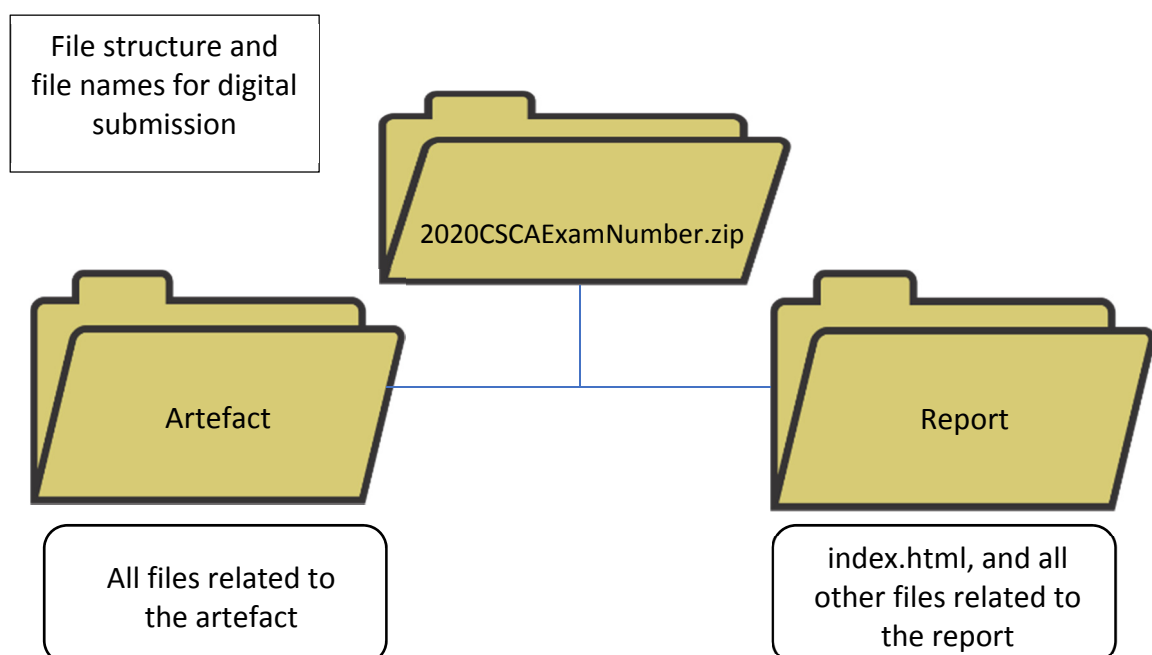 File structure and
file names for digital
submission
2020CSCAExamNumber.zip
Artefact
Report
All files related to
the artefact
index.html, and all
other files related to
the report